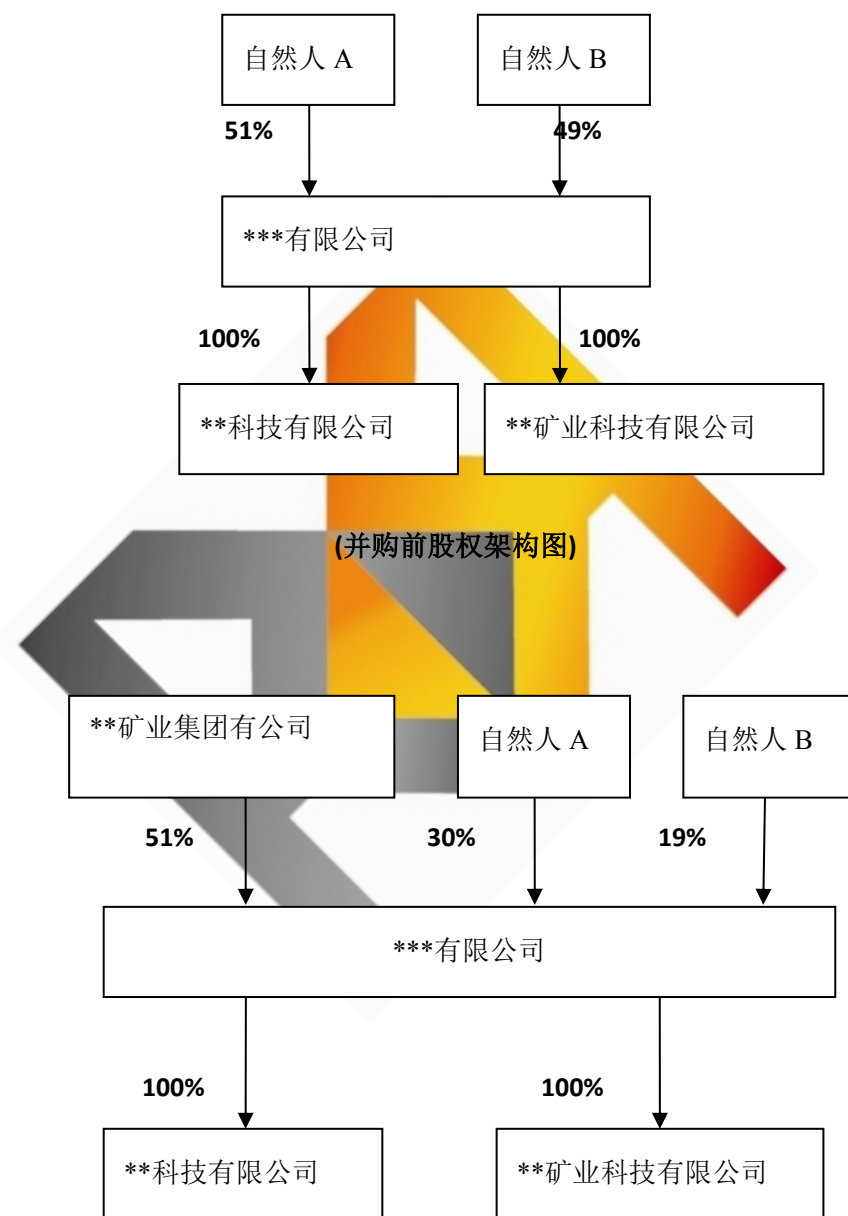 自然人 A
自然人 B
51%
49%
***有限公司
100%
100%
**科技有限公司
**矿业科技有限公司
(并购前股权架构图)
**矿业集团有公司
自然人 A
自然人 B
51%
30%
19%
***有限公司
100%
100%
**科技有限公司
**矿业科技有限公司